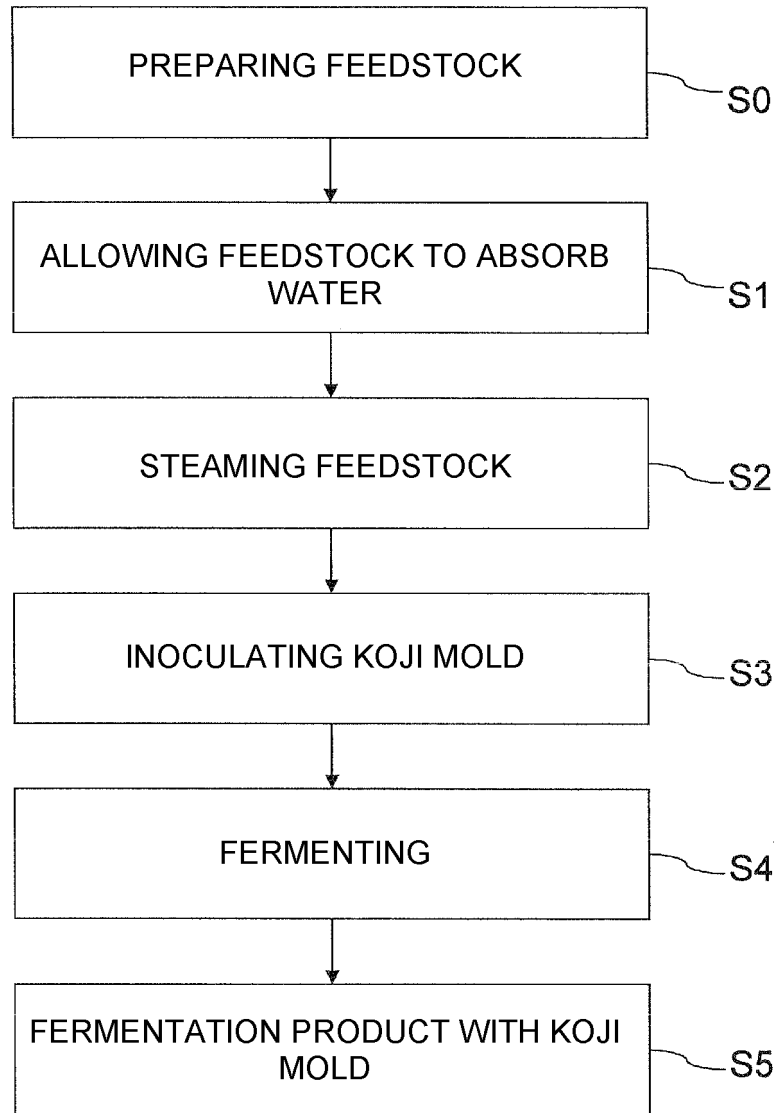 PREPARING FEEDSTOCK
S0
ALLOWING FEEDSTOCK TO ABSORB
WATER
S1
STEAMING FEEDSTOCK
S2
INOCULATING KOJI MOLD
S3
FERMENTING
S4
FERMENTATION PRODUCT WITH KOJI
MOLD
S5